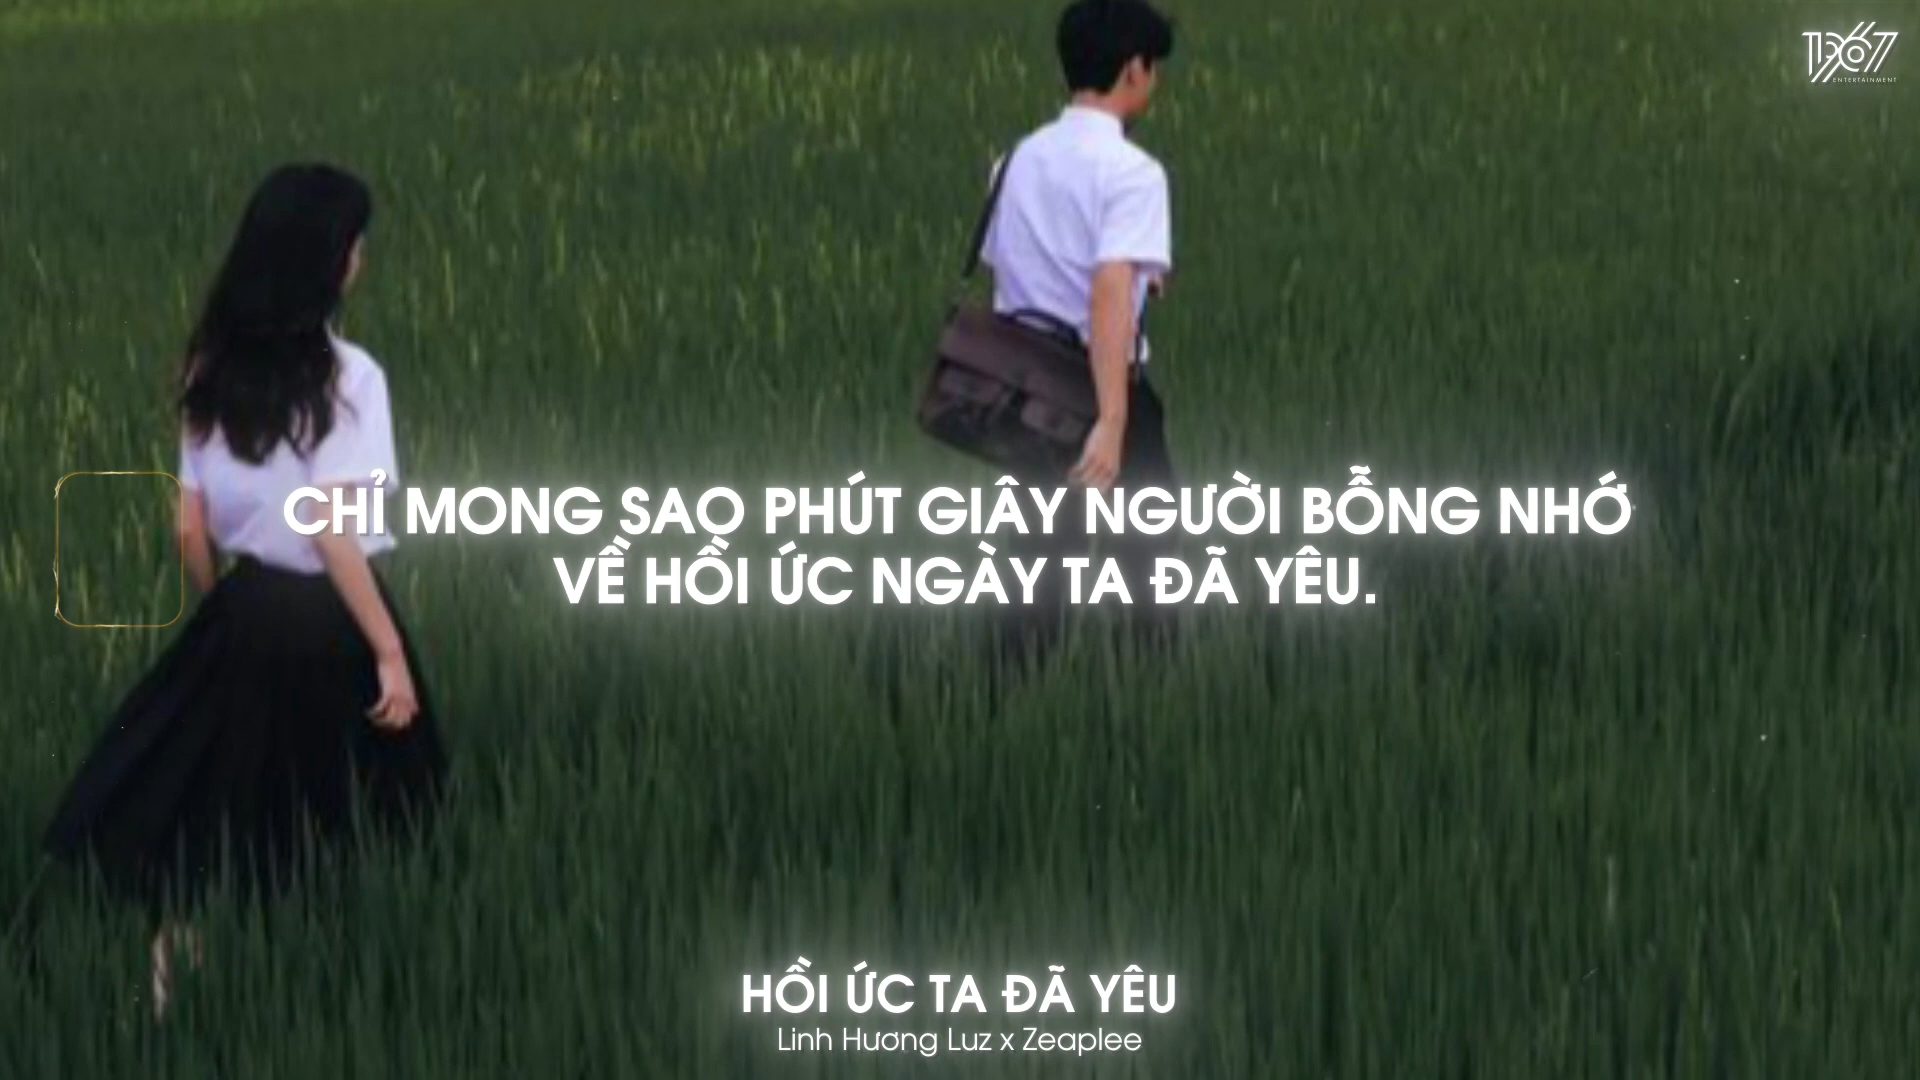 1967
ENTERTAINMENT
CHỈ MONG SAO PHÚT GIÂY NGƯỜI BỖNG NHỚ
VỀ HỒI ỨC NGÀY TA ĐÃ YÊU.
HỒI ỨC TA ĐÃ YÊU
Linh Hương Luz x Zeaplee